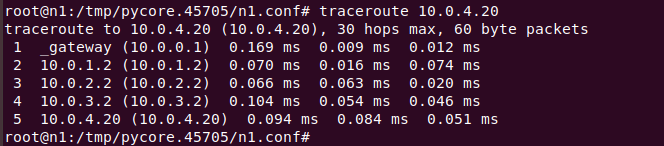 root@n1:/tmp/pycore.45705/n1.conf# traceroute 10.0.4.20
traceroute to 10.0.4.20 (10.0.4.20), 30 hops max, 60 byte packets
 1  _gateway (10.0.0.1)  0.169 ms  0.009 ms  0.012 ms
 2  10.0.1.2 (10.0.1.2)  0.070 ms  0.016 ms  0.074 ms
 3  10.0.2.2 (10.0.2.2)  0.066 ms  0.063 ms  0.020 ms
 4  10.0.3.2 (10.0.3.2)  0.104 ms  0.054 ms  0.046 ms
 5  10.0.4.20 (10.0.4.20)  0.094 ms  0.084 ms  0.051 ms
root@n1:/tmp/pycore.45705/n1.conf#